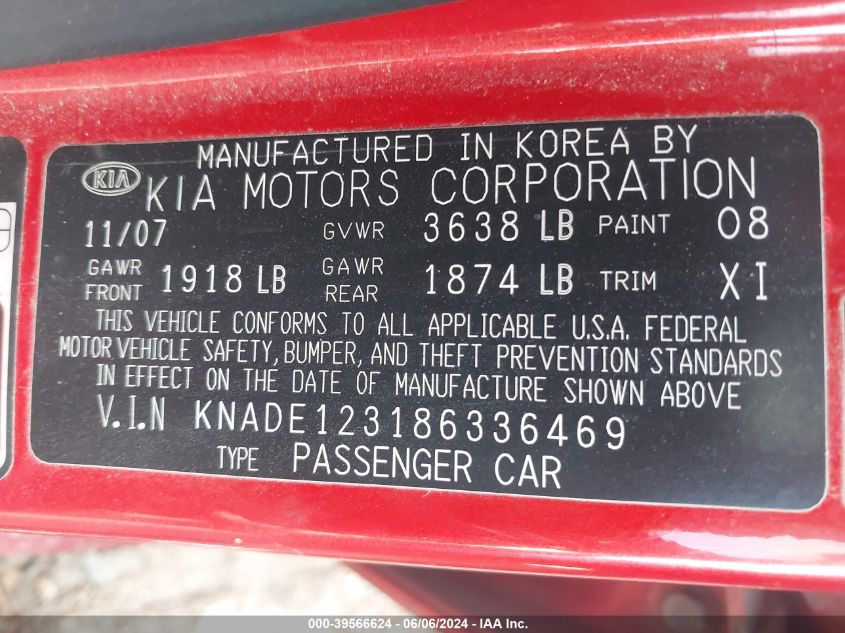 MANUFACTURED IN KOREA BY
KIA KIA MOTORS CORPORATION
11/07 GVWR 3638 LB PAINT 08
GAWR FRONT 1918 LB GAWR REAR 1874 LB TRIM XI
THIS VEHICLE CONFORMS TO ALL APPLICABLE U.S.A. FEDERAL
MOTOR VEHICLE SAFETY, BUMPER, AND THEFT PREVENTION STANDARDS
IN EFFECT ON THE DATE OF MANUFACTURE SHOWN ABOVE
V.I.N KNADE123186336469
TYPE PASSENGER CAR
000-39566624 - 06/06/2024 - IAA Inc.